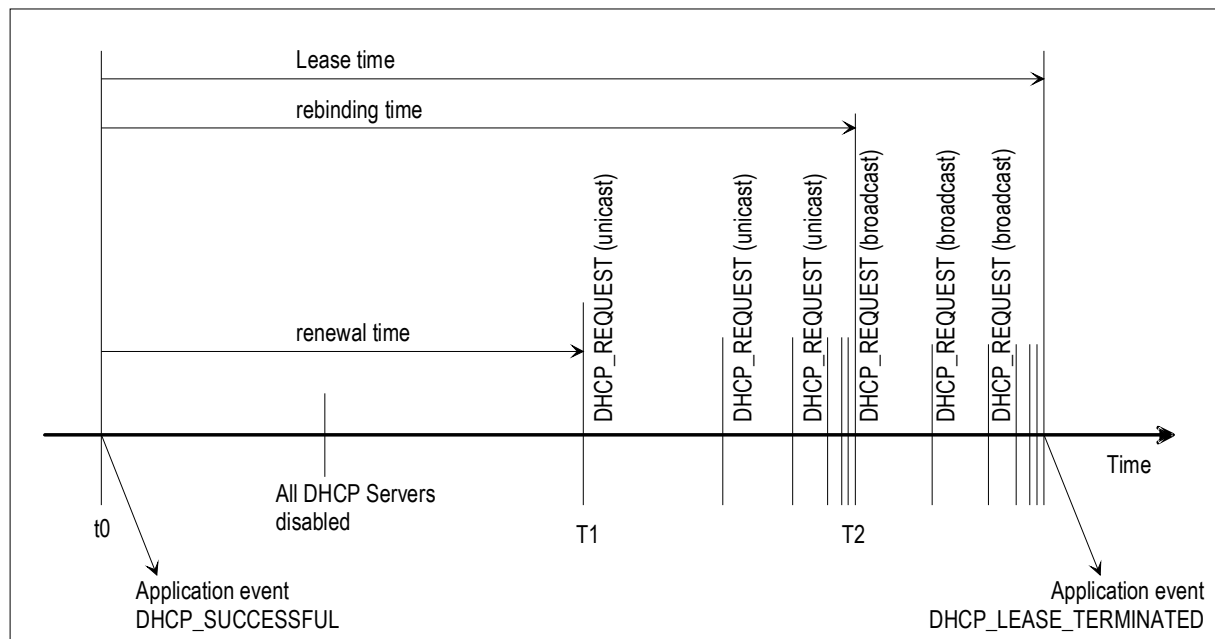 Lease time
rebinding time
renewal time
DHCP_REQUEST (unicast)
DHCP_REQUEST (unicast)
DHCP_REQUEST (unicast)
DHCP_REQUEST (broadcast)
DHCP_REQUEST (broadcast)
DHCP_REQUEST (broadcast)
Time
All DHCP Servers
disabled
t0
T1
T2
Application event
DHCP_SUCCESSFUL
Application event
DHCP_LEASE_TERMINATED